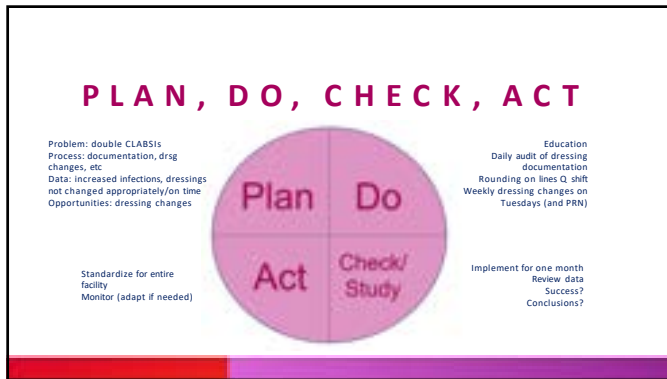 PLAN, DO, CHECK, ACT
Problem: double CLABSIs
Process: documentation, drsg
changes, etc
Data: increased infections, dressings
not changed appropriately/on time
Opportunities: dressing changes
Education
Daily audit of dressing
documentation
Rounding on lines Q shift
Weekly dressing changes on
Tuesdays (and PRN)
Plan
Do
Act
Check/
Study
Standardize for entire
facility
Monitor (adapt if needed)
Implement for one month
Review data
Success?
Conclusions?